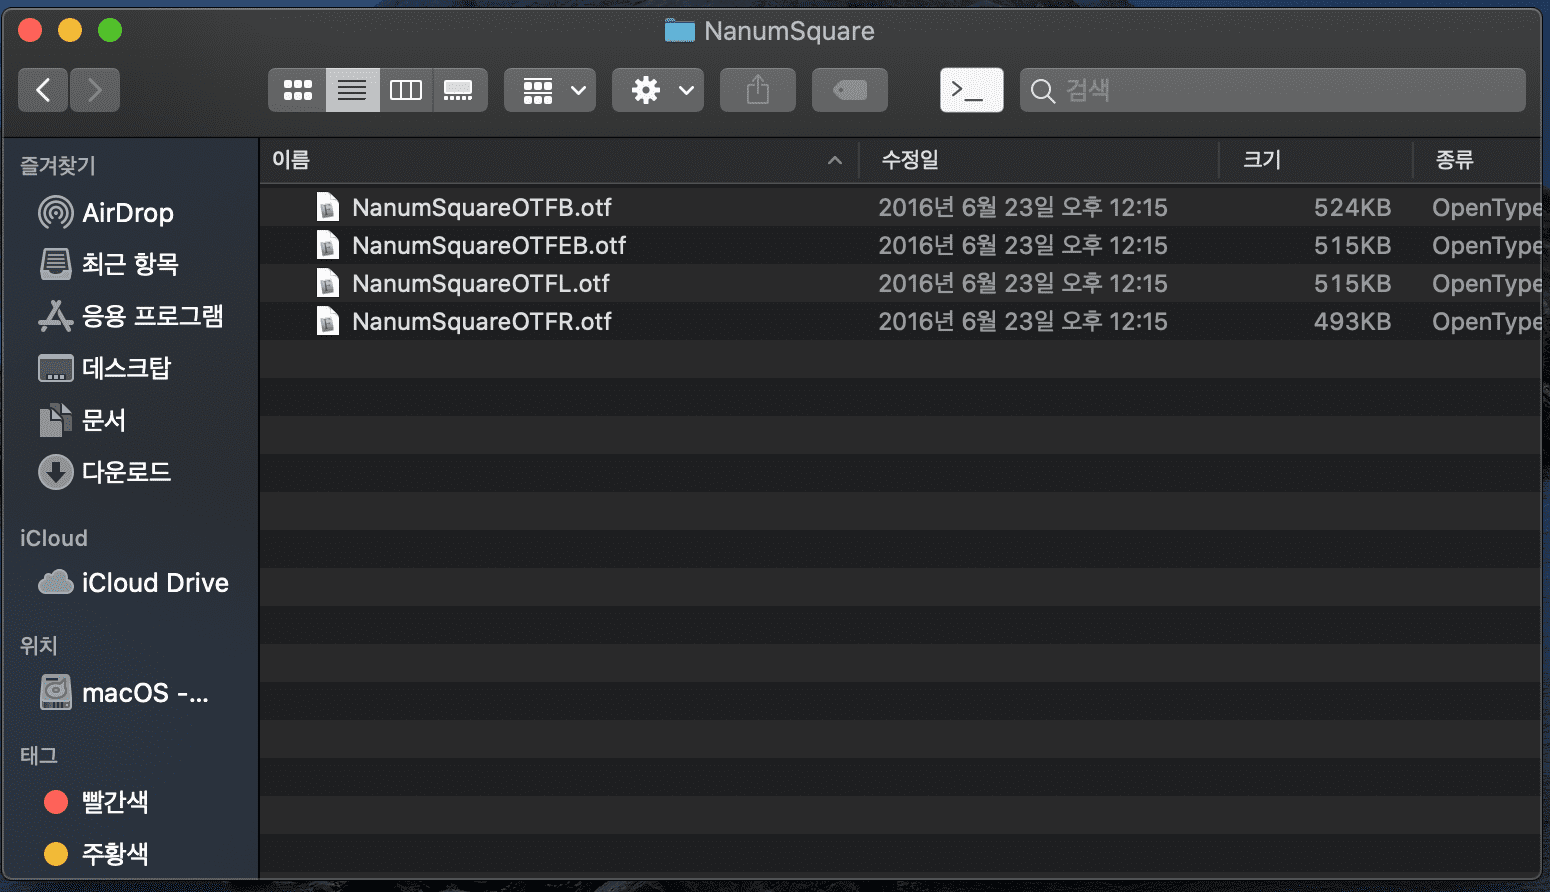 NanumSquare
>_
검색
즐겨찾기
AirDrop
최근 항목
응용 프로그램
데스크탑
문서
다운로드
iCloud
iCloud Drive
위치
macOS -...
태그
빨간색
주황색
이름 수정일 크기 종류
NanumSquareOTFB.otf 2016년 6월 23일 오후 12:15 524KB OpenType
NanumSquareOTFEB.otf 2016년 6월 23일 오후 12:15 515KB OpenType
NanumSquareOTFL.otf 2016년 6월 23일 오후 12:15 515KB OpenType
NanumSquareOTFR.otf 2016년 6월 23일 오후 12:15 493KB OpenType